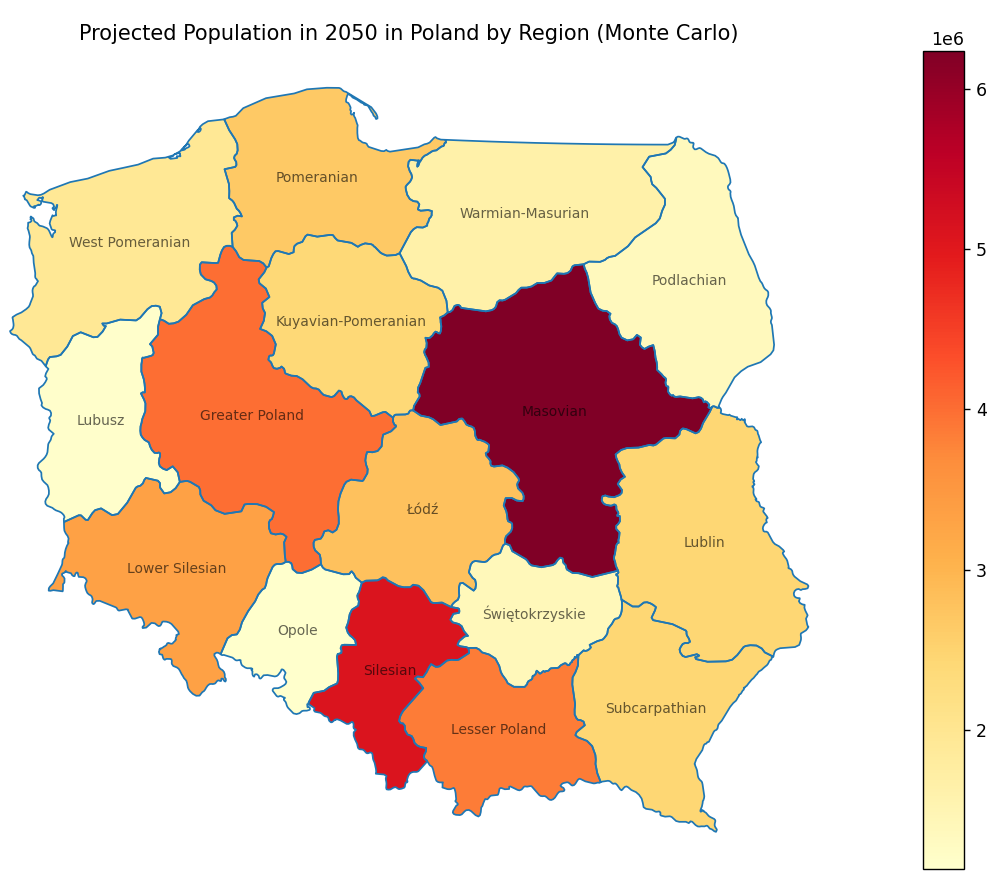 Projected Population in 2050 in Poland by Region (Monte Carlo)
1e6
6
5
4
3
2
Pomeranian
Warmian-Masurian
West Pomeranian
Podlachian
Kuyavian-Pomeranian
Masovian
Greater Poland
Lubusz
Łódź
Lublin
Lower Silesian
Świętokrzyskie
Opole
Silesian
Subcarpathian
Lesser Poland